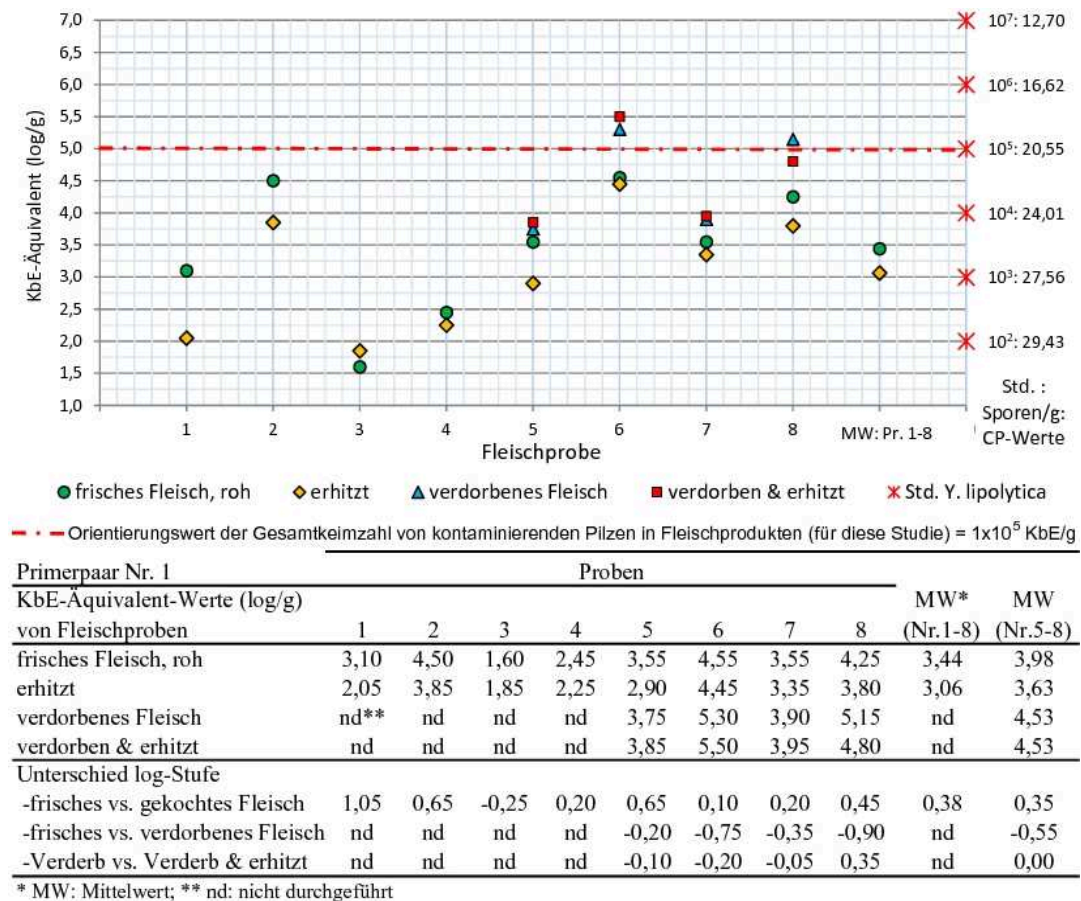 7,0
6,5
6,0
5,5
5,0
4,5
4,0
3,5
3,0
2,5
2,0
1,5
1,0
KbE-Äquivalent (log/g)
1 2 3 4 5 6 7 8 MW: Pr. 1-8
Fleischprobe
10⁷: 12,70
10⁶: 16,62
10⁵: 20,55
10⁴: 24,01
10³: 27,56
10²: 29,43
Std. :
Sporen/g:
CP-Werte
frisches Fleisch, roh erhitzt verdorbenes Fleisch verdorben & erhitzt Std. Y. lipolytica
Orientierungswert der Gesamtkeimzahl von kontaminierenden Pilzen in Fleischprodukten (für diese Studie) = 1x10⁵ KbE/g
Primerpaar Nr. 1 Proben
KbE-Äquivalent-Werte (log/g) MW* MW
von Fleischproben 1 2 3 4 5 6 7 8 (Nr.1-8) (Nr.5-8)
frisches Fleisch, roh 3,10 4,50 1,60 2,45 3,55 4,55 3,55 4,25 3,44 3,98
erhitzt 2,05 3,85 1,85 2,25 2,90 4,45 3,35 3,80 3,06 3,63
verdorbenes Fleisch nd** nd nd nd 3,75 5,30 3,90 5,15 nd 4,53
verdorben & erhitzt nd nd nd nd 3,85 5,50 3,95 4,80 nd 4,53
Unterschied log-Stufe
-frisches vs. gekochtes Fleisch 1,05 0,65 -0,25 0,20 0,65 0,10 0,20 0,45 0,38 0,35
-frisches vs. verdorbenes Fleisch nd nd nd nd -0,20 -0,75 -0,35 -0,90 nd -0,55
-Verderb vs. Verderb & erhitzt nd nd nd nd -0,10 -0,20 -0,05 0,35 nd 0,00
* MW: Mittelwert; ** nd: nicht durchgeführt